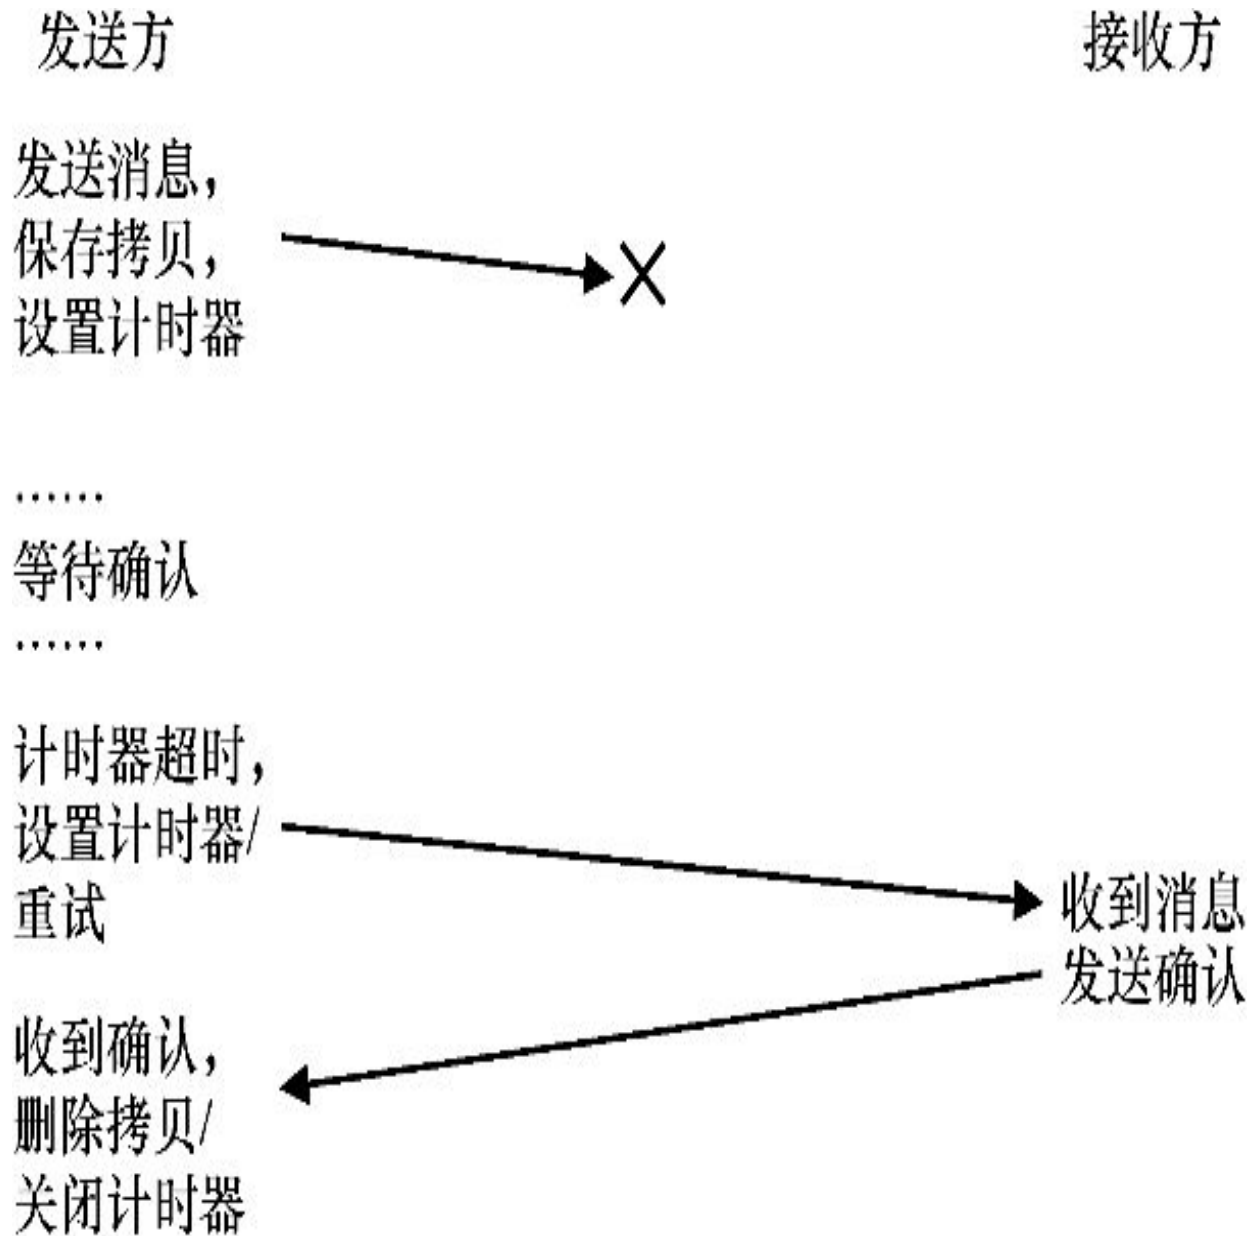 发送方
接收方
发送消息，
保存拷贝，
设置计时器
……
等待确认
……
计时器超时，
设置计时器/
重试
收到消息
发送确认
收到确认，
删除拷贝/
关闭计时器